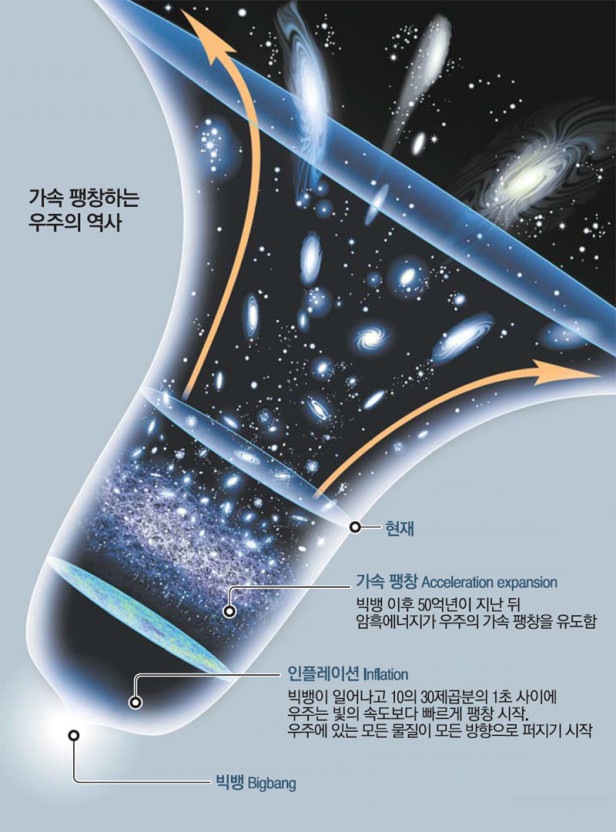 가속 팽창하는
우주의 역사
현재
가속 팽창 Acceleration expansion
빅뱅 이후 50억년이 지난 뒤
암흑에너지가 우주의 가속 팽창을 유도함
인플레이션 Inflation
빅뱅이 일어나고 10의 30제곱분의 1초 사이에
우주는 빛의 속도보다 빠르게 팽창 시작.
우주에 있는 모든 물질이 모든 방향으로 퍼지기 시작
빅뱅 Bigbang